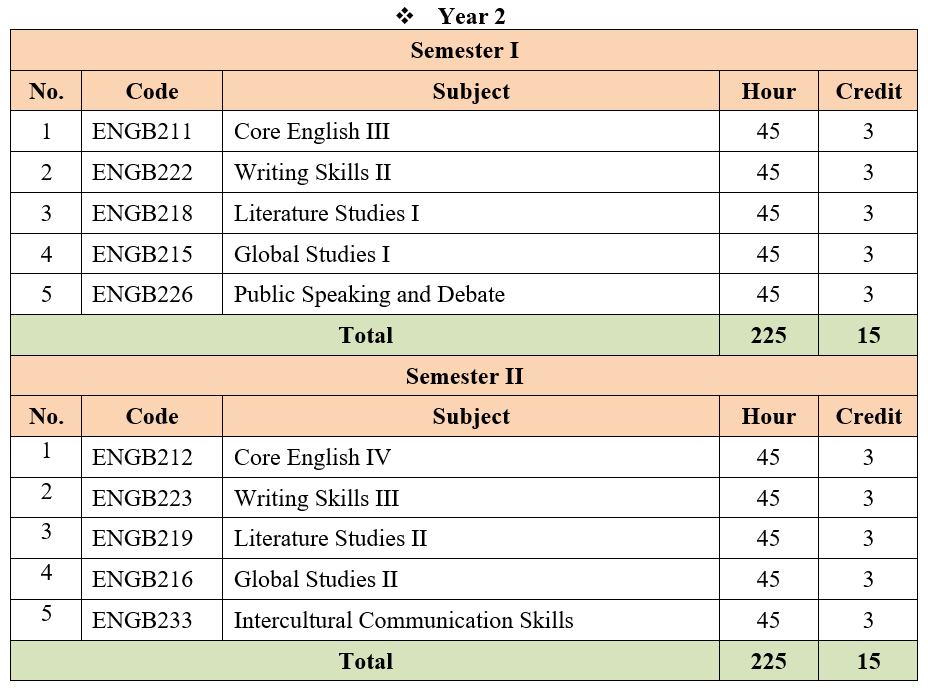 ❖ Year 2
Semester I
No. Code Subject Hour Credit
1 ENGB211 Core English III 45 3
2 ENGB222 Writing Skills II 45 3
3 ENGB218 Literature Studies I 45 3
4 ENGB215 Global Studies I 45 3
5 ENGB226 Public Speaking and Debate 45 3
Total 225 15
Semester II
No. Code Subject Hour Credit
1 ENGB212 Core English IV 45 3
2 ENGB223 Writing Skills III 45 3
3 ENGB219 Literature Studies II 45 3
4 ENGB216 Global Studies II 45 3
5 ENGB233 Intercultural Communication Skills 45 3
Total 225 15